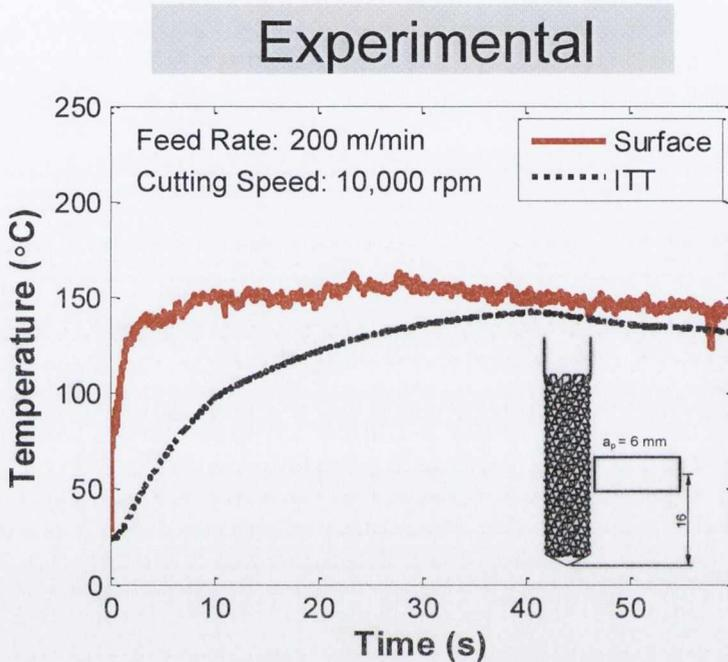 Experimental
250
200
150
100
50
0
Temperature (°C)
Feed Rate: 200 m/min
Cutting Speed: 10,000 rpm
Surface
ITT
aₚ = 6 mm
16
0
10
20
30
40
50
Time (s)